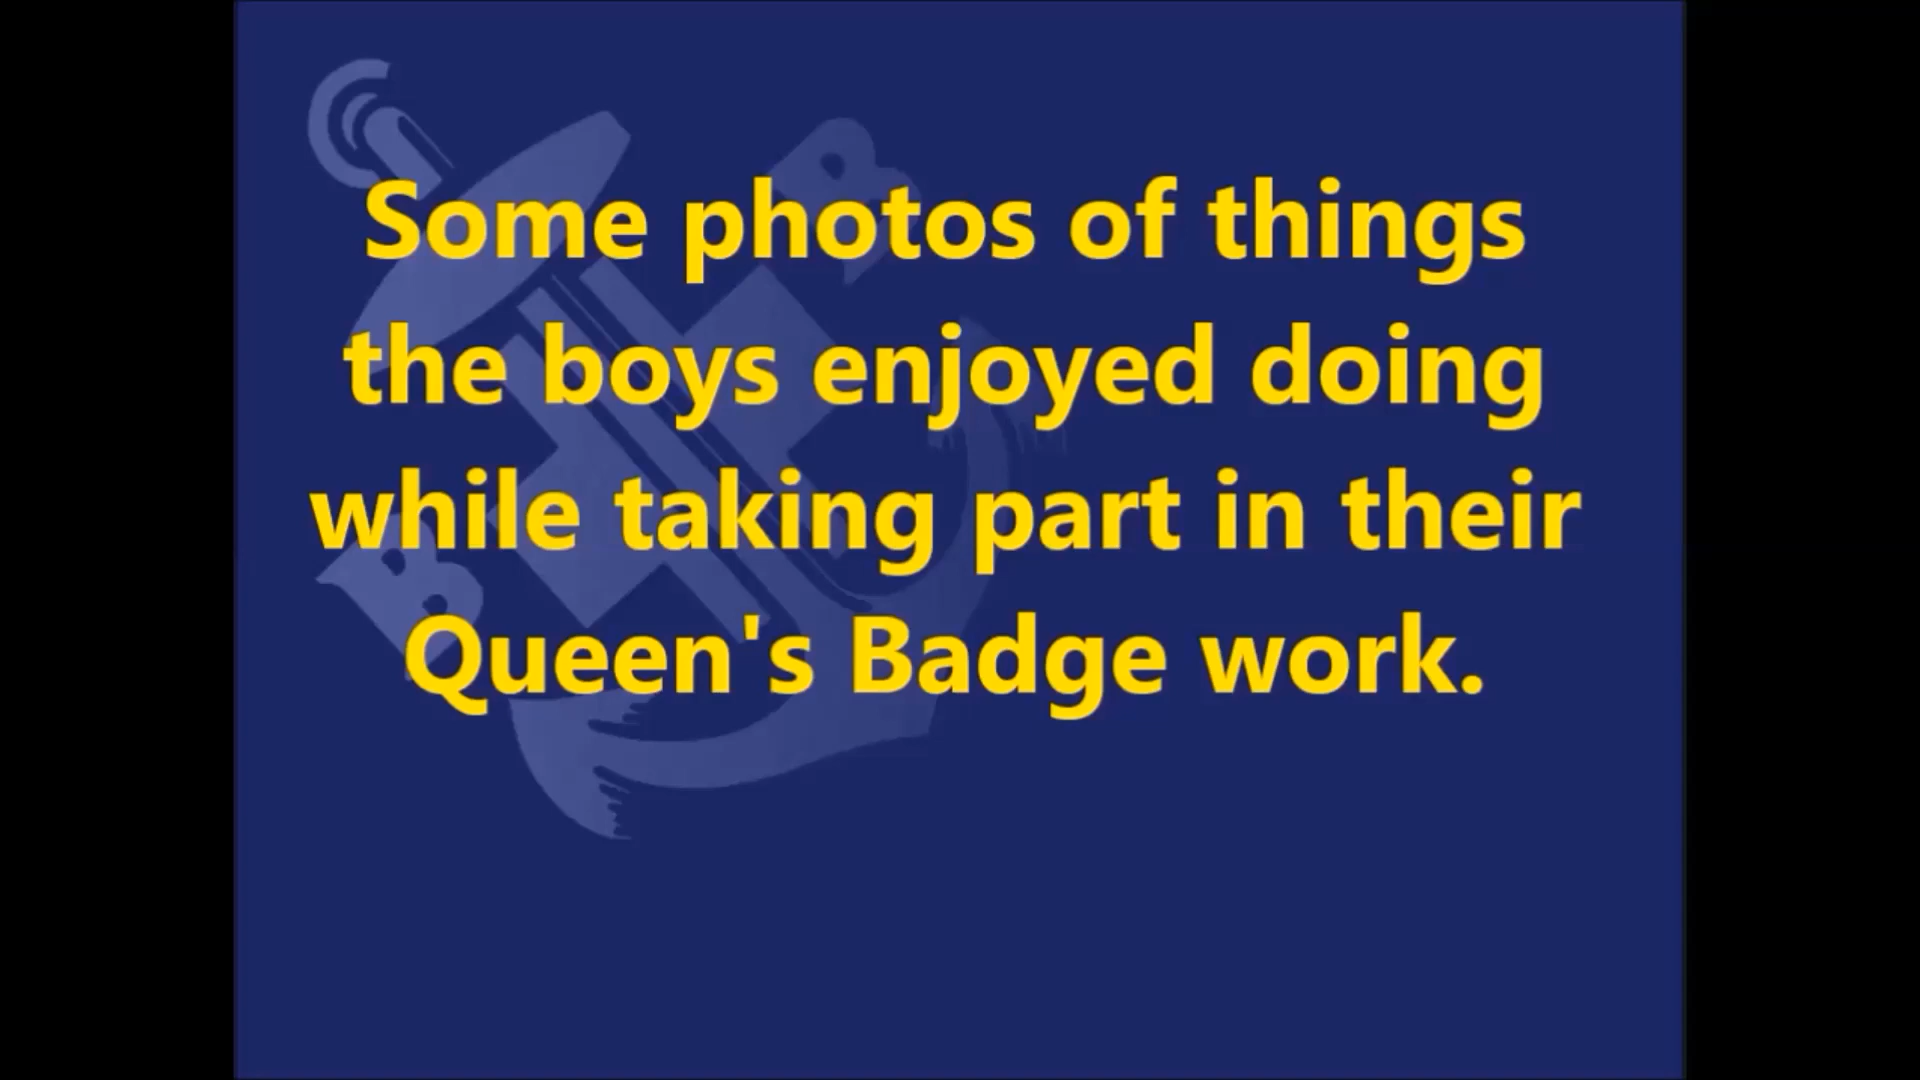 Some photos of things
the boys enjoyed doing
while taking part in their
Queen's Badge work.
B B